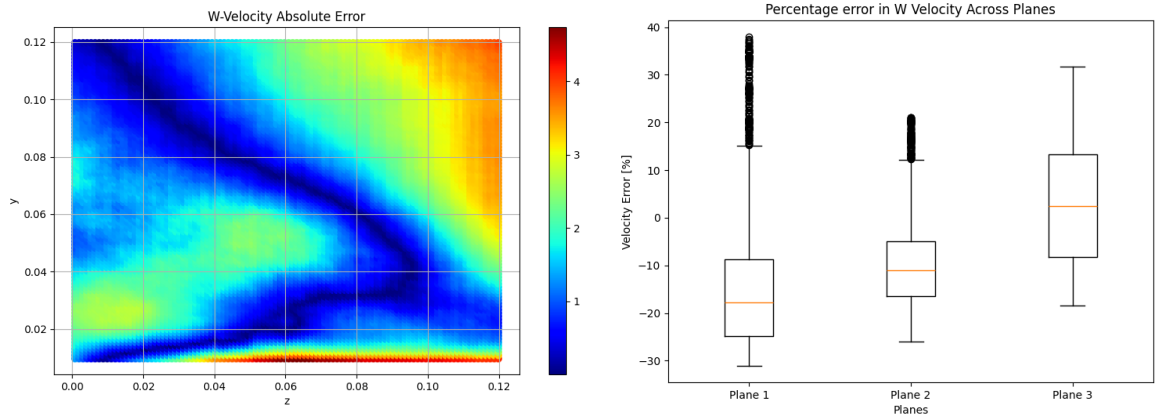 W-Velocity Absolute Error
0.12
0.10
0.08
0.06
0.04
0.02
y
0.00 0.02 0.04 0.06 0.08 0.10 0.12
z
4
3
2
1
Percentage error in W Velocity Across Planes
40
30
20
10
0
−10
−20
−30
Velocity Error [%]
Plane 1 Plane 2 Plane 3
Planes